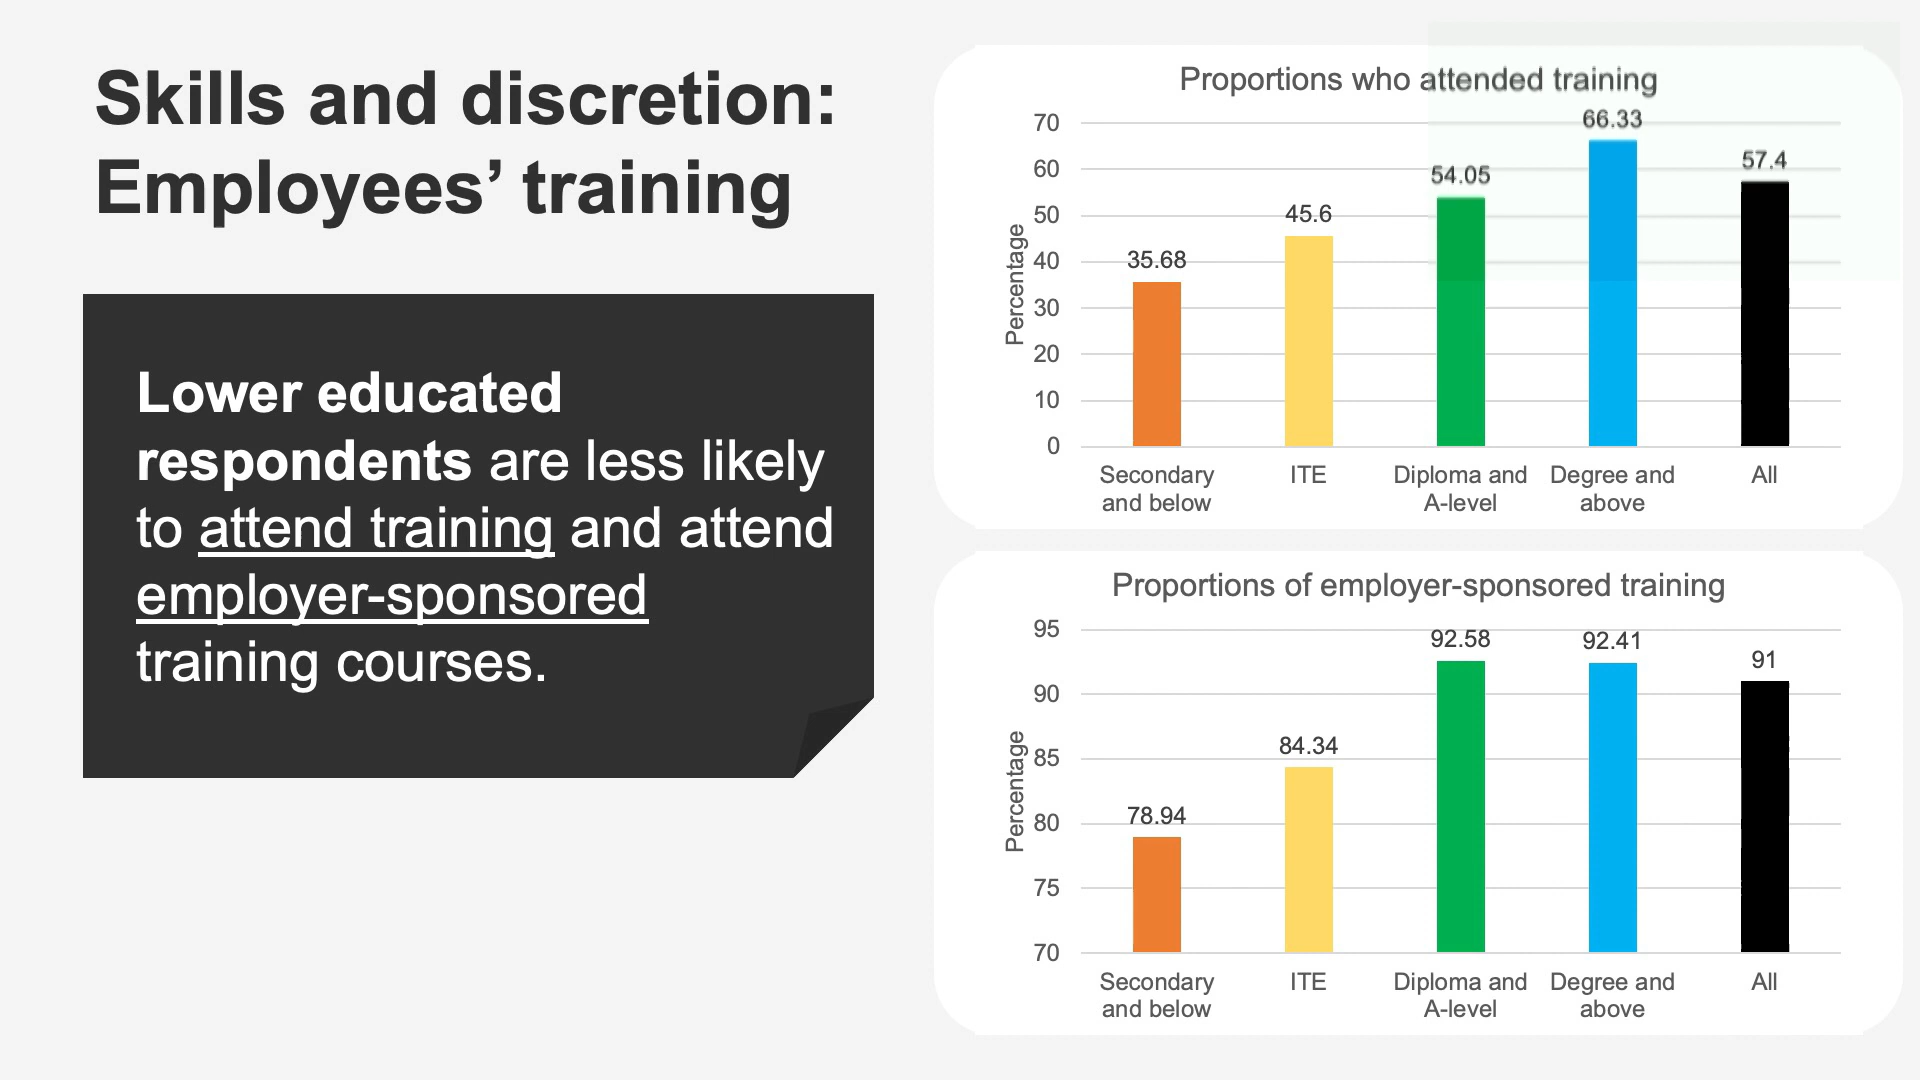 Skills and discretion:
Employees’ training
Lower educated
respondents are less likely
to attend training and attend
employer-sponsored
training courses.
Proportions who attended training
Percentage
70
60
50
40
30
20
10
0
35.68
45.6
54.05
66.33
57.4
Secondary and below
ITE
Diploma and A-level
Degree and above
All
Proportions of employer-sponsored training
Percentage
95
90
85
80
75
70
78.94
84.34
92.58
92.41
91
Secondary and below
ITE
Diploma and A-level
Degree and above
All